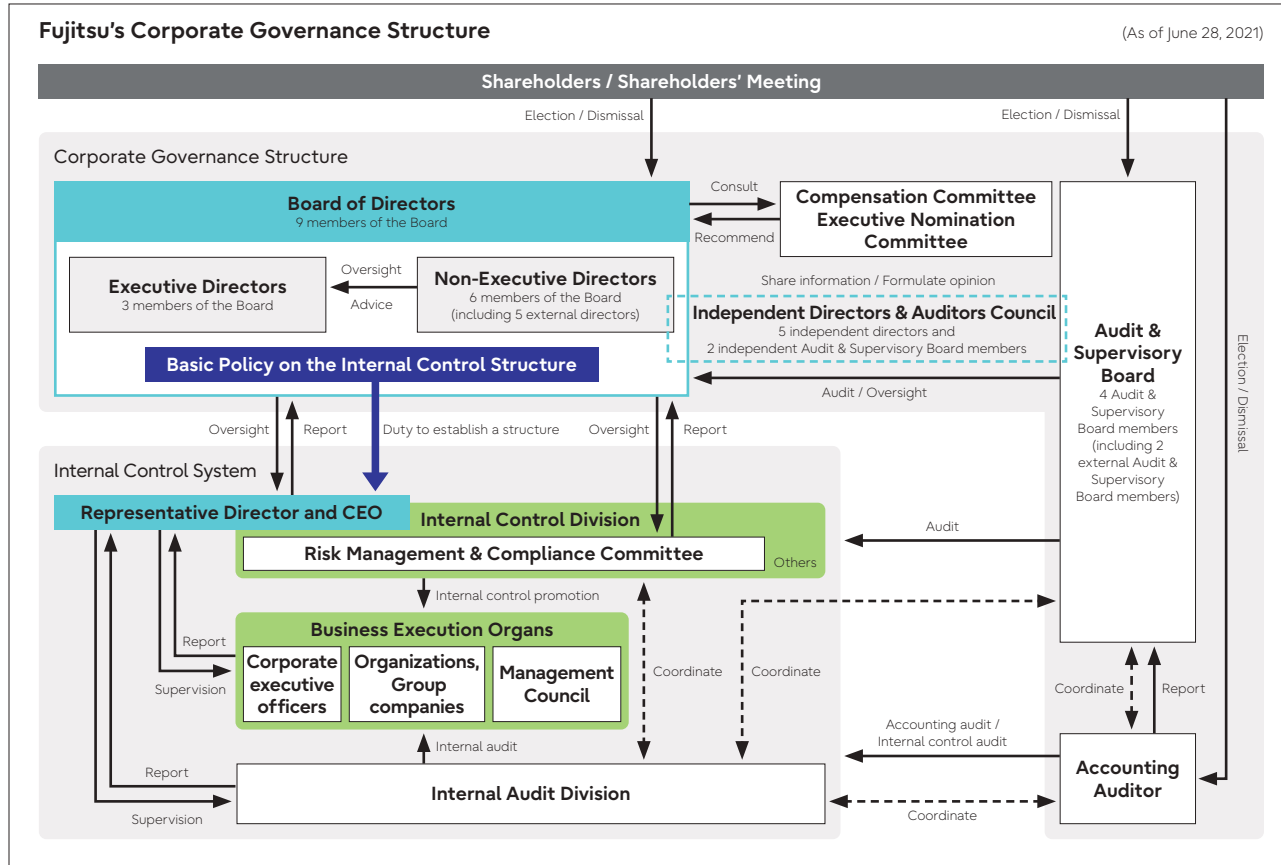 Fujitsu's Corporate Governance Structure
(As of June 28, 2021)
Shareholders / Shareholders' Meeting
Election / Dismissal
Election / Dismissal
Election / Dismissal
Corporate Governance Structure
Board of Directors
9 members of the Board
Consult
Recommend
Compensation Committee
Executive Nomination
Committee
Executive Directors
3 members of the Board
Oversight
Advice
Non-Executive Directors
6 members of the Board
(including 5 external directors)
Share information / Formulate opinion
Independent Directors & Auditors Council
5 independent directors and
2 independent Audit & Supervisory Board members
Basic Policy on the Internal Control Structure
Audit / Oversight
Audit &
Supervisory
Board
4 Audit &
Supervisory
Board members
(including 2
external Audit &
Supervisory
Board members)
Oversight
Report
Duty to establish a structure
Oversight
Report
Internal Control System
Representative Director and CEO
Internal Control Division
Risk Management & Compliance Committee
Others
Audit
Internal control promotion
Business Execution Organs
Corporate
executive
officers
Organizations,
Group
companies
Management
Council
Report
Supervision
Coordinate
Coordinate
Coordinate
Report
Internal audit
Accounting audit /
Internal control audit
Report
Supervision
Internal Audit Division
Coordinate
Accounting
Auditor